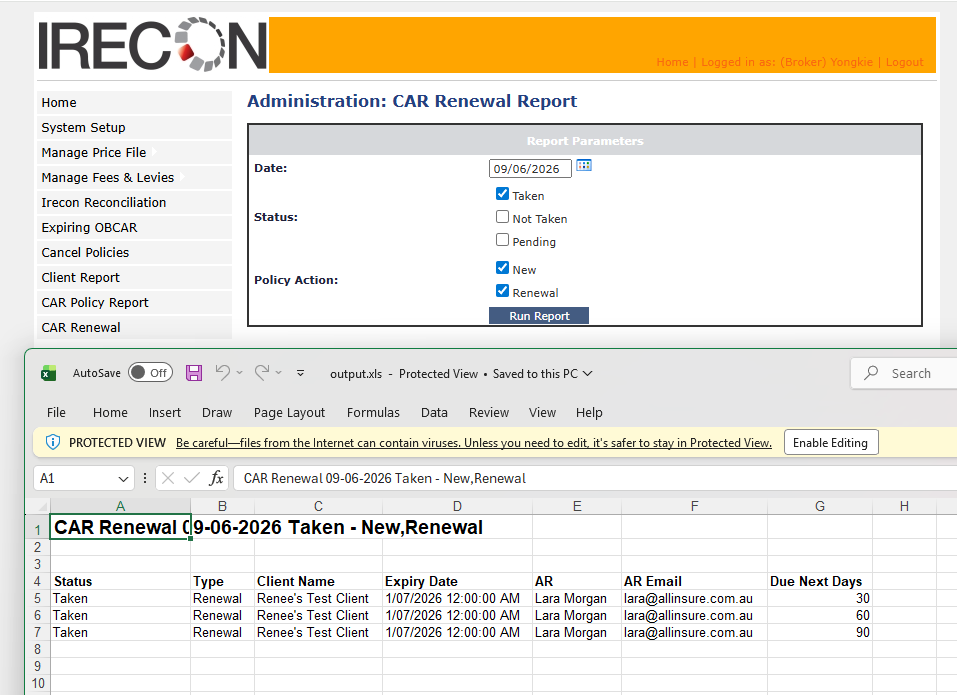 IRECON
Home | Logged in as: (Broker) Yongkie | Logout
Home
System Setup
Manage Price File
Manage Fees & Levies
Irecon Reconciliation
Expiring OBCAR
Cancel Policies
Client Report
CAR Policy Report
CAR Renewal
Administration: CAR Renewal Report
Report Parameters
Date: 09/06/2026
Status: Taken
Not Taken
Pending
Policy Action: New
Renewal
Run Report
AutoSave Off output.xls - Protected View • Saved to this PC Search
File Home Insert Draw Page Layout Formulas Data Review View Help
PROTECTED VIEW Be careful—files from the Internet can contain viruses. Unless you need to edit, it's safer to stay in Protected View. Enable Editing
A1 fx CAR Renewal 09-06-2026 Taken - New,Renewal
A B C D E F G H
1 CAR Renewal 09-06-2026 Taken - New,Renewal
2
3
4 Status Type Client Name Expiry Date AR AR Email Due Next Days
5 Taken Renewal Renee's Test Client 1/07/2026 12:00:00 AM Lara Morgan lara@allinsure.com.au 30
6 Taken Renewal Renee's Test Client 1/07/2026 12:00:00 AM Lara Morgan lara@allinsure.com.au 60
7 Taken Renewal Renee's Test Client 1/07/2026 12:00:00 AM Lara Morgan lara@allinsure.com.au 90
8
9
10